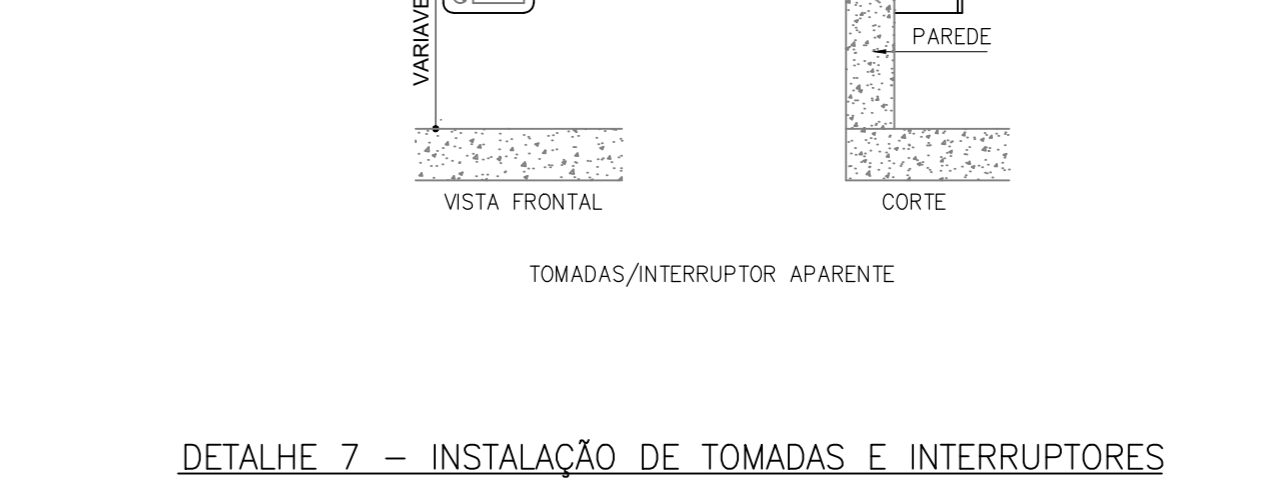 VARIAVE
PAREDE
VISTA FRONTAL
CORTE
TOMADAS/INTERRUPTOR APARENTE
DETALHE 7 – INSTALAÇÃO DE TOMADAS E INTERRUPTORES